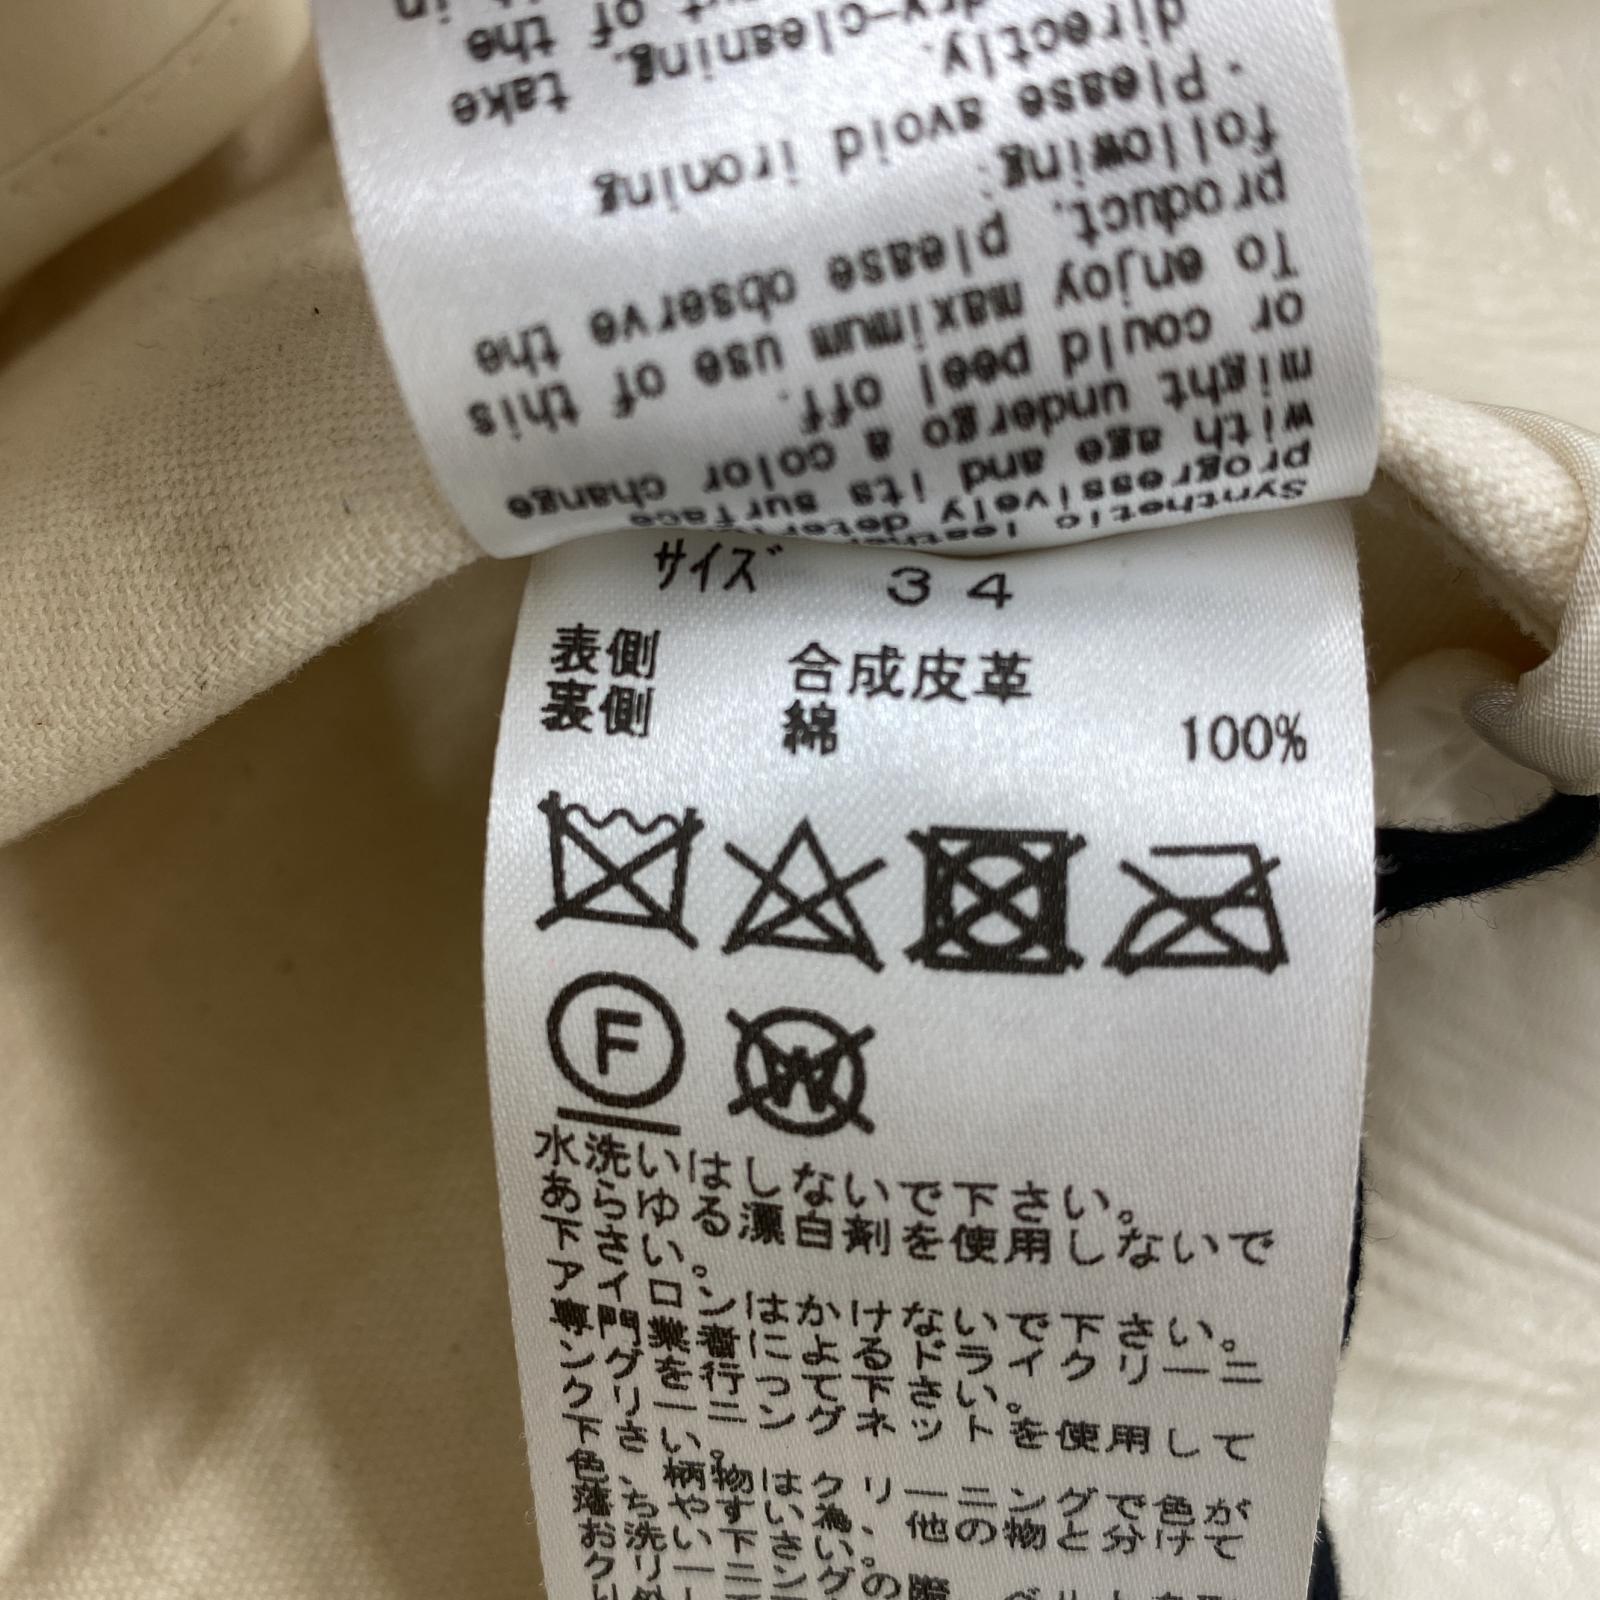 Synthetic leather
progressively
with age and its surface
might undergo a color change
or could peel off.
To enjoy maximum use of this
product, please observe the
following:
・Please avoid ironing
directly.
dry-cleaning, take
of the
サイズ 34
表側 合成皮革
裏側 綿 100%
F
W
水洗いはしないで下さい。
あらゆる漂白剤を使用しないで
下さい。
アイロンはかけないで下さい。
専門業者によるドライクリーニ
ングを行って下さい。
クリーニングネットを使用して
下さい。
色、柄物はクリーニングで色が
落ちやすい為、他の物と分けて
お洗い下さい。
クリーニングの際